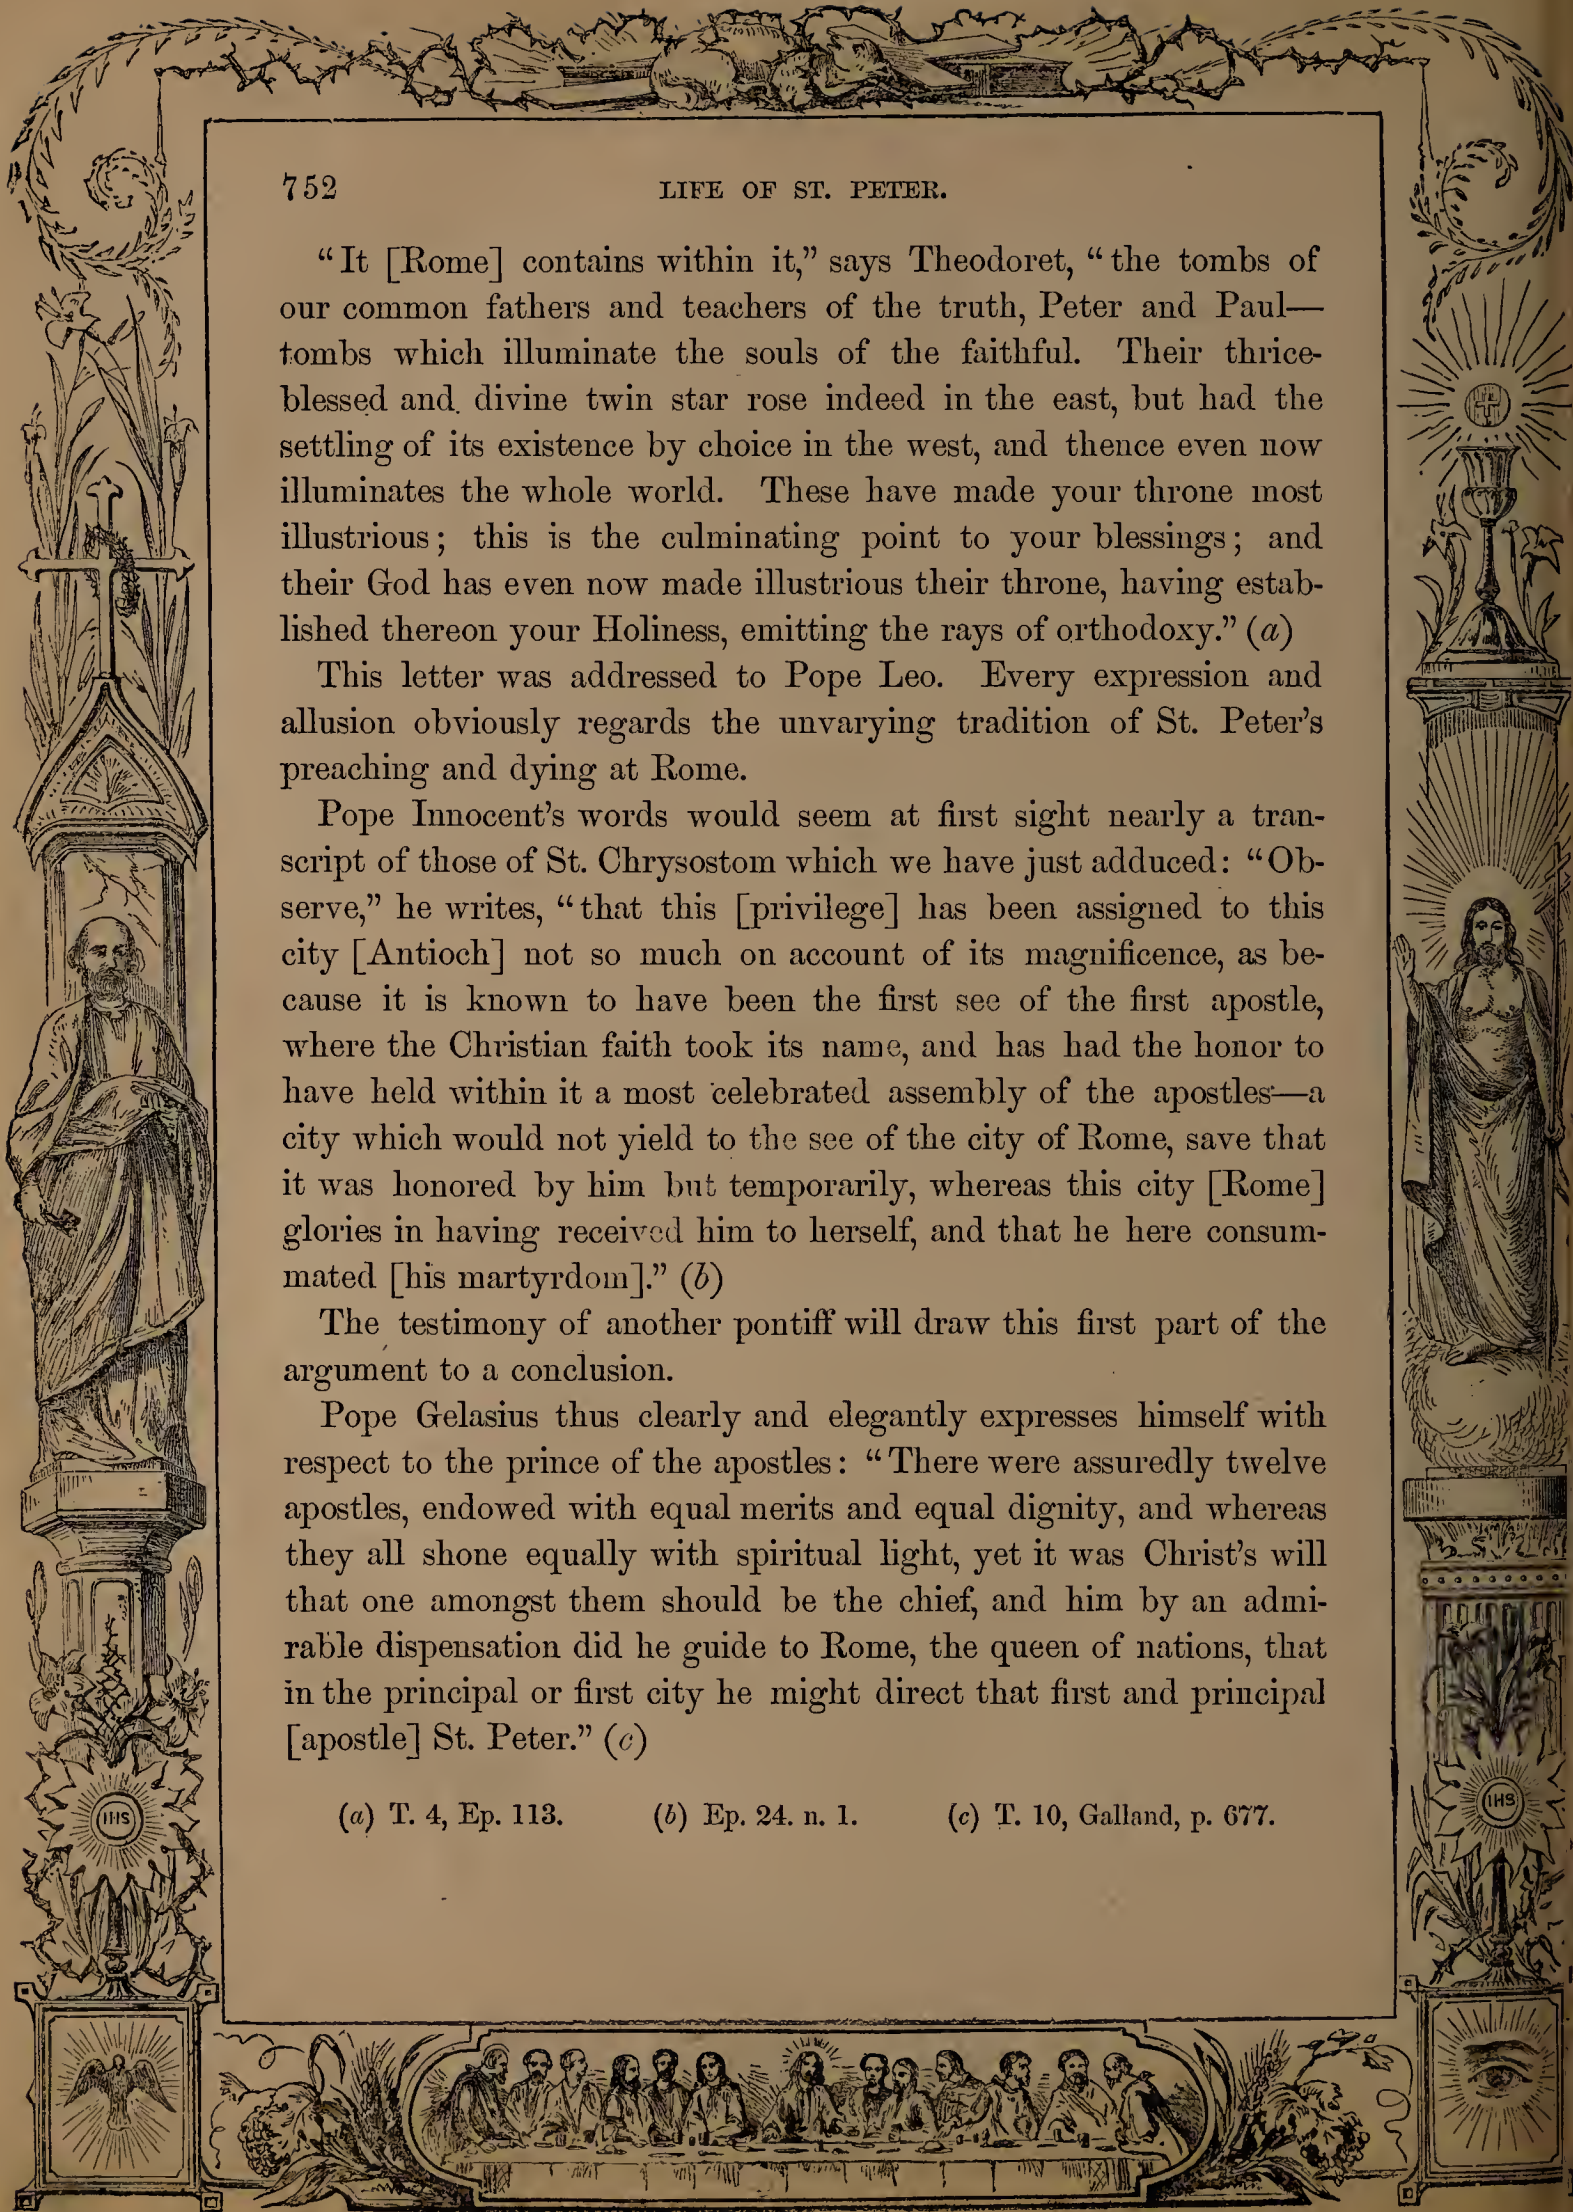 752 LIFE OF ST. PETER.
“It [Rome] contains within it,” says Theodoret, “the tombs of
our common fathers and teachers of the truth, Peter and Paul—
tombs which illuminate the souls of the faithful. Their thrice-
blessed and. divine twin star rose indeed in the east, but had the
settling of its existence by choice in the west, and thence even now
illuminates the whole world. These have made your throne most
illustrious; this is the culminating point to your blessings; and
their God has even now made illustrious their throne, having estab-
lished thereon your Holiness, emitting the rays of orthodoxy.” (a)
This letter was addressed to Pope Leo. Every expression and
allusion obviously regards the unvarying tradition of St. Peter’s
preaching and dying at Rome.
Pope Innocent’s words would seem at first sight nearly a tran-
script of those of St. Chrysostom which we have just adduced: “Ob-
serve,” he writes, “that this [privilege] has been assigned to this
city [Antioch] not so much on account of its magnificence, as be-
cause it is known to have been the first see of the first apostle,
where the Christian faith took its name, and has had the honor to
have held within it a most celebrated assembly of the apostles—a
city which would not yield to the see of the city of Rome, save that
it was honored by him but temporarily, whereas this city [Rome]
glories in having received him to herself, and that he here consum-
mated [his martyrdom].” (b)
The testimony of another pontiff will draw this first part of the
argument to a conclusion.
Pope Gelasius thus clearly and elegantly expresses himself with
respect to the prince of the apostles: “There were assuredly twelve
apostles, endowed with equal merits and equal dignity, and whereas
they all shone equally with spiritual light, yet it was Christ’s will
that one amongst them should be the chief, and him by an admi-
rable dispensation did he guide to Rome, the queen of nations, that
in the principal or first city he might direct that first and principal
[apostle] St. Peter.” (c)
(a) T. 4, Ep. 113. (b) Ep. 24. n. 1. (c) T. 10, Galland, p. 677.
IHS
IHS